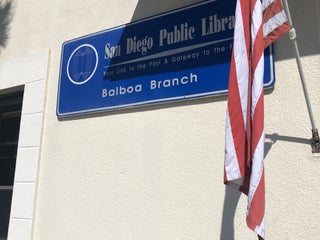 San Diego Public Libra
Your Link to the Past & Gateway to the F
Balboa Branch